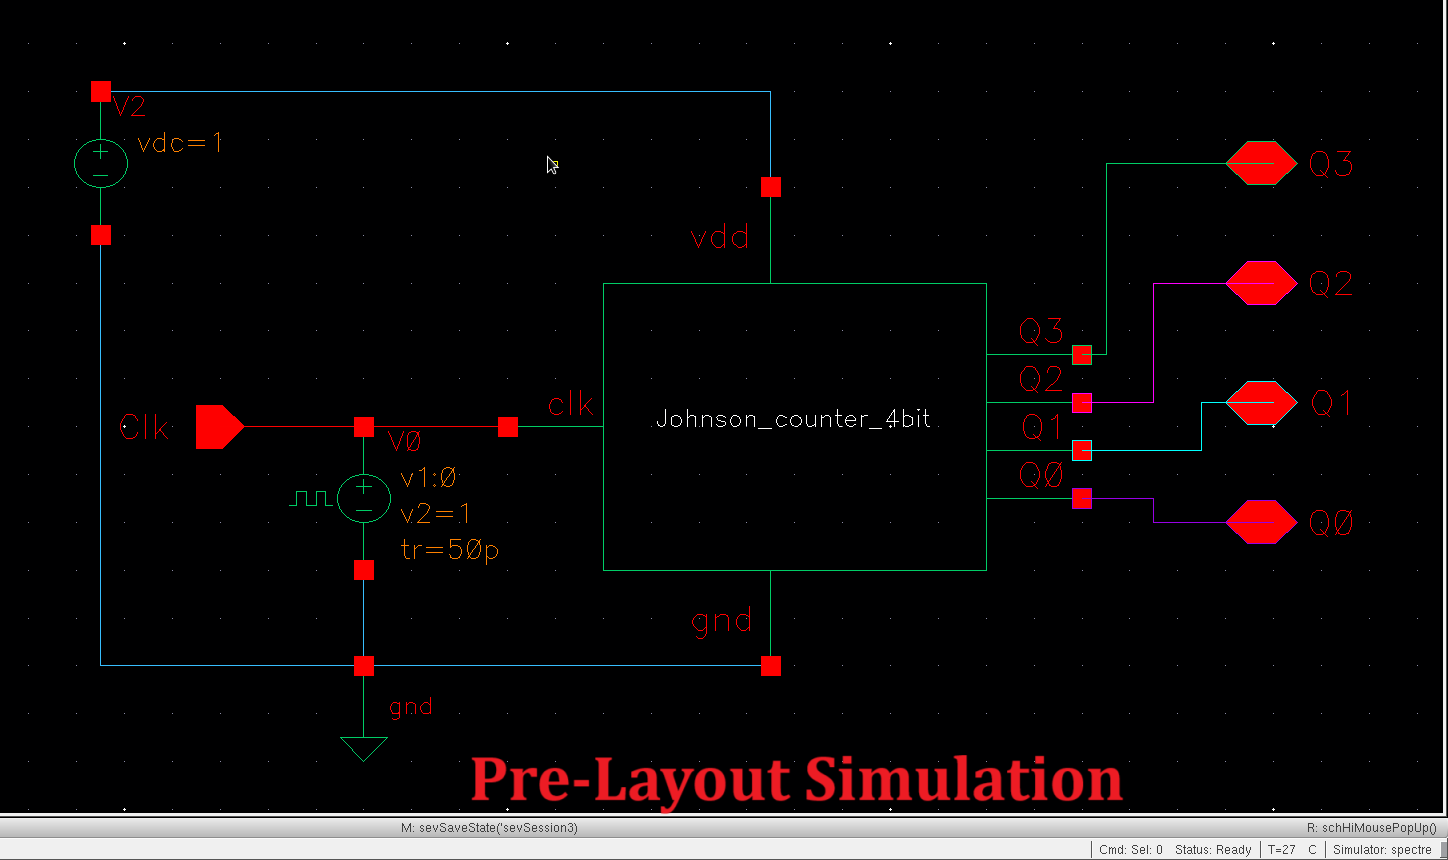 V2
vdc=1
Q3
vdd
Q2
Q3
Q2
clk
Q1
Clk
Johnson_counter_4bit
Q1
V0
v1:0
Q0
v2=1
Q0
tr=50p
gnd
gnd
Pre-Layout Simulation
M: sevSaveState('sevSession3)
R: schHiMousePopUp()
Cmd: Sel: 0 Status: Ready T=27 C Simulator: spectre